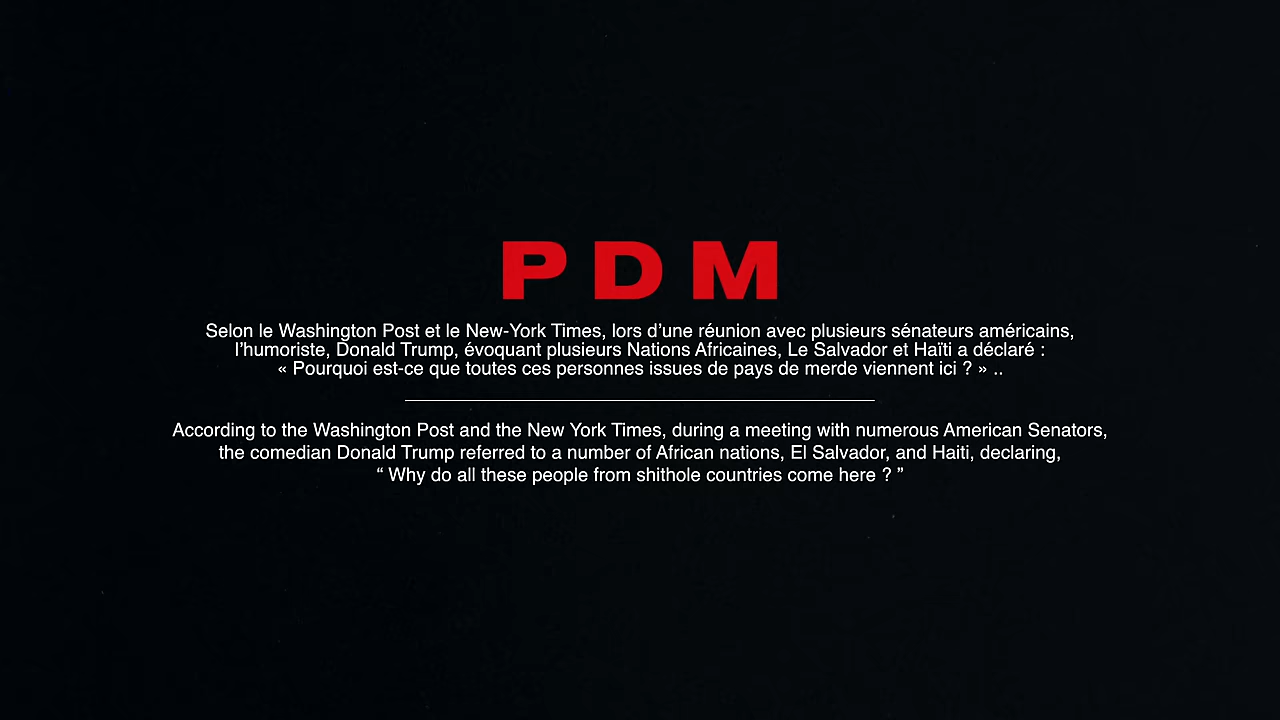 PDM
Selon le Washington Post et le New-York Times, lors d’une réunion avec plusieurs sénateurs américains,
l’humoriste, Donald Trump, évoquant plusieurs Nations Africaines, Le Salvador et Haïti a déclaré :
« Pourquoi est-ce que toutes ces personnes issues de pays de merde viennent ici ? » ..
According to the Washington Post and the New York Times, during a meeting with numerous American Senators,
the comedian Donald Trump referred to a number of African nations, El Salvador, and Haiti, declaring,
“ Why do all these people from shithole countries come here ? ”